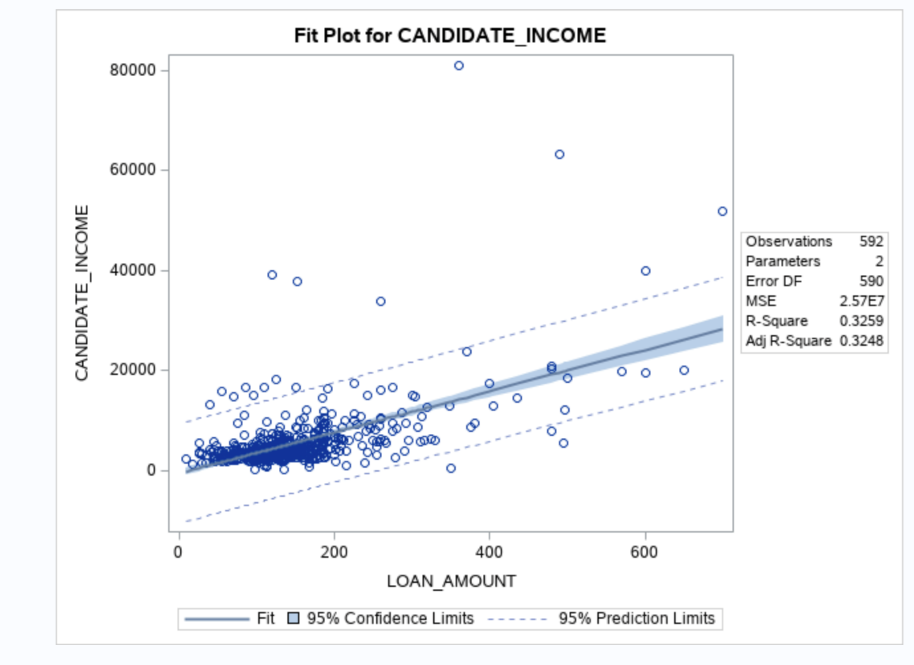 Fit Plot for CANDIDATE_INCOME
80000
60000
40000
20000
0
CANDIDATE_INCOME
0 200 400 600
LOAN_AMOUNT
Observations 592
Parameters 2
Error DF 590
MSE 2.57E7
R-Square 0.3259
Adj R-Square 0.3248
Fit 95% Confidence Limits 95% Prediction Limits